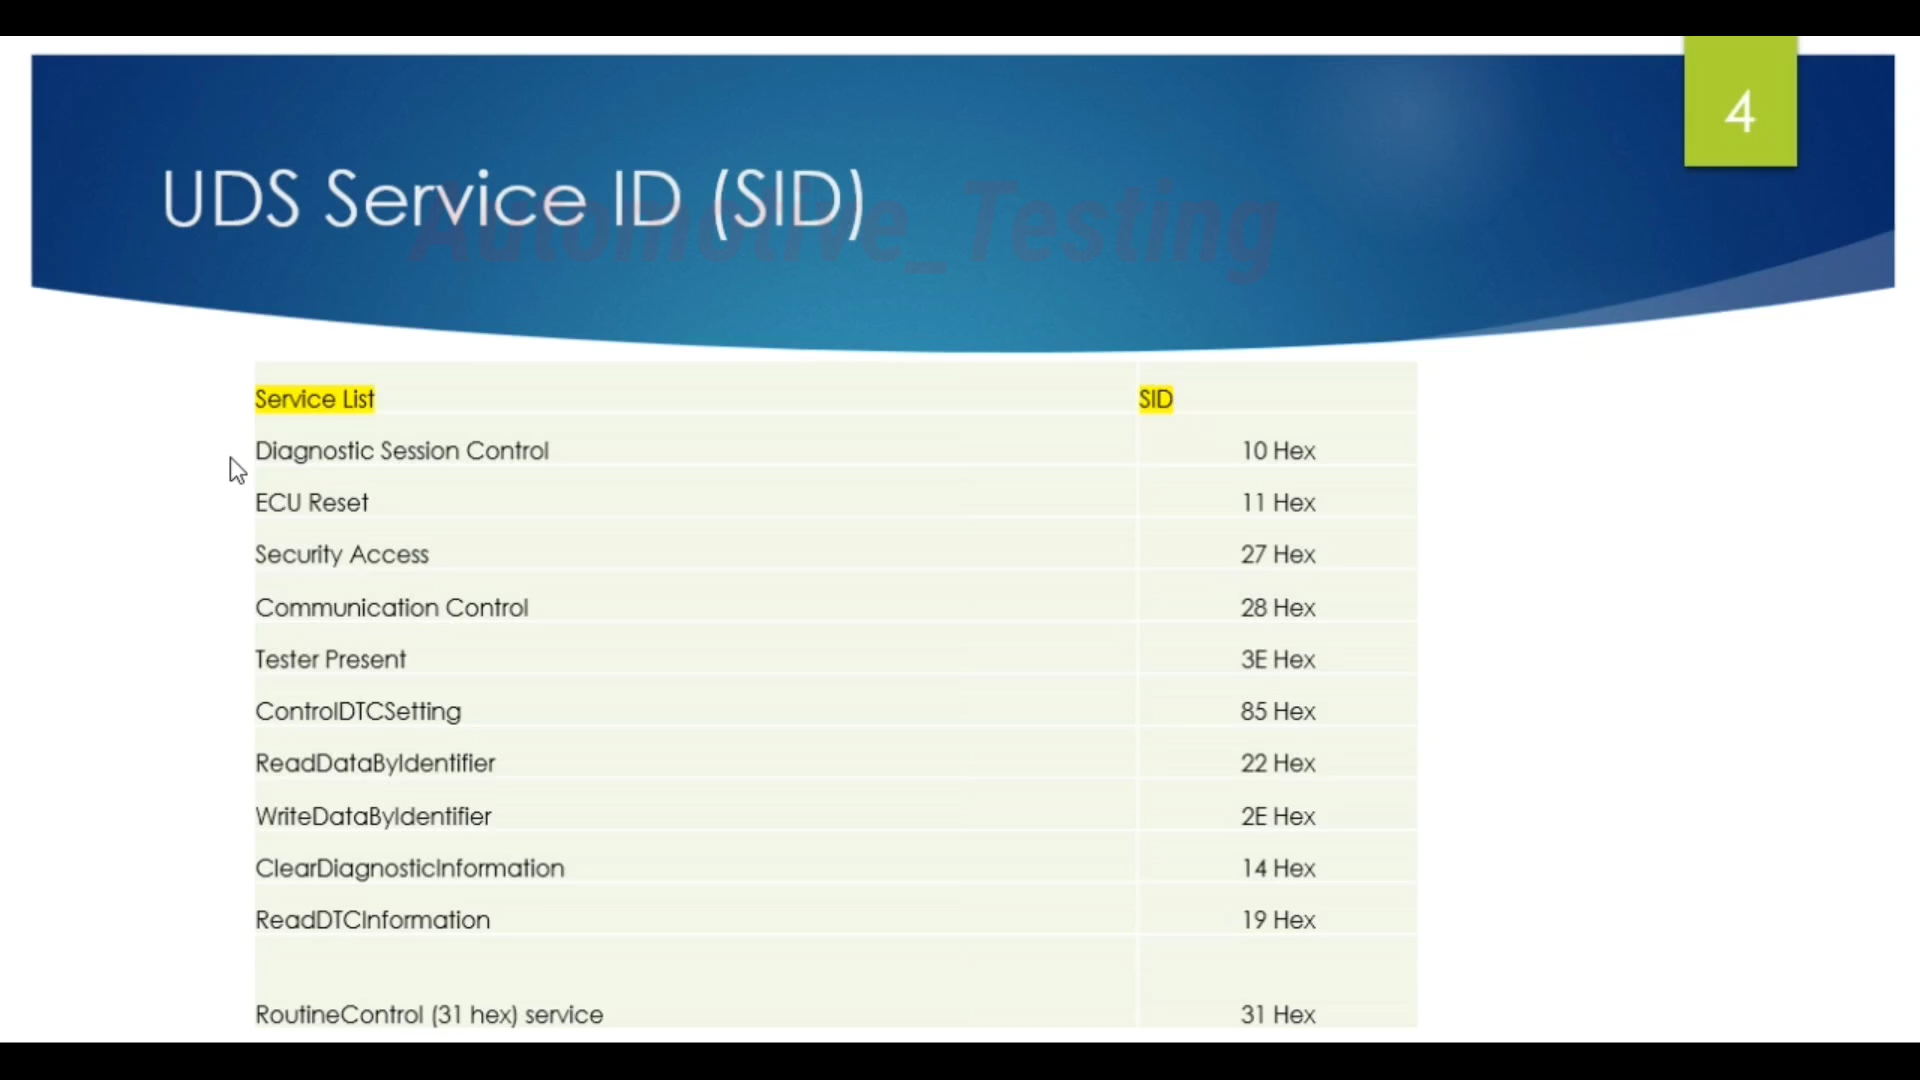 4
UDS Service ID (SID)
Automotive_Testing
Service List SID
Diagnostic Session Control 10 Hex
ECU Reset 11 Hex
Security Access 27 Hex
Communication Control 28 Hex
Tester Present 3E Hex
ControlDTCSetting 85 Hex
ReadDataByIdentifier 22 Hex
WriteDataByIdentifier 2E Hex
ClearDiagnosticInformation 14 Hex
ReadDTCInformation 19 Hex
RoutineControl (31 hex) service 31 Hex